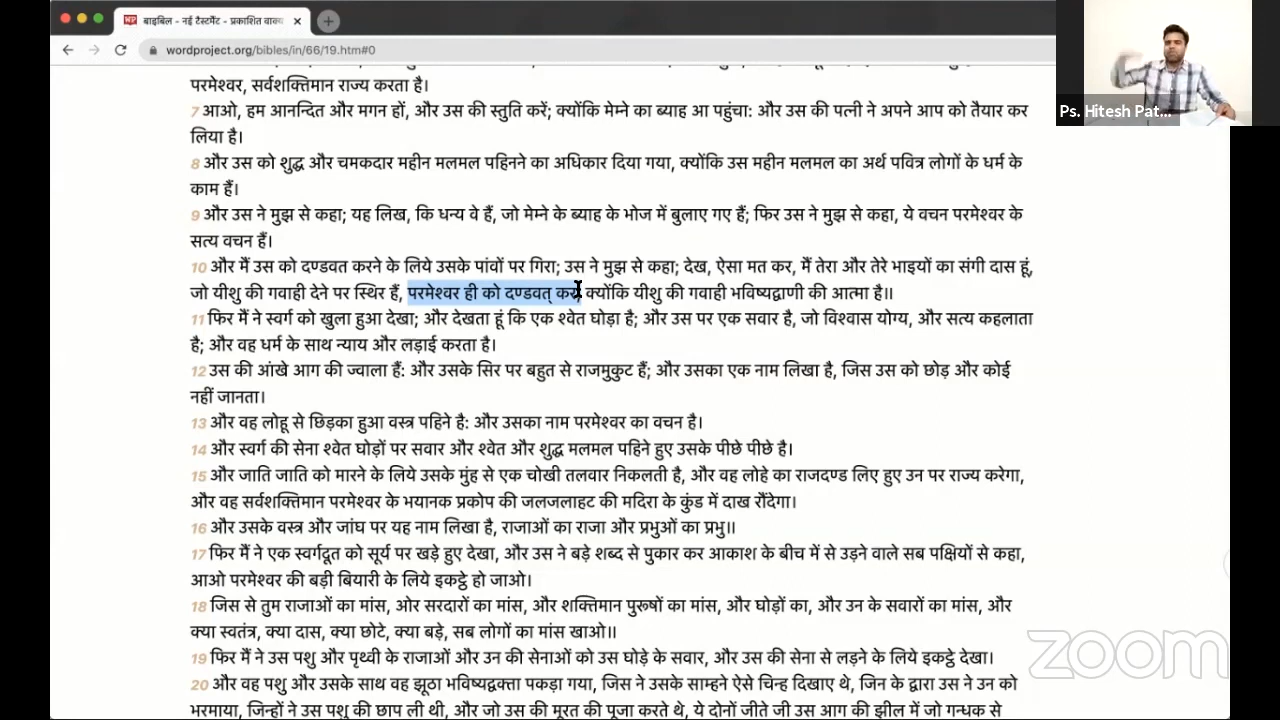 बाइबिल - नई टैस्टमैंट - प्रकाशित वाक्य
wordproject.org/bibles/in/66/19.htm#0
Ps. Hitesh Pat...
परमेश्वर, सर्वशक्तिमान राज्य करता है।
7 आओ, हम आनन्दित और मगन हों, और उस की स्तुति करें; क्योंकि मेम्ने का ब्याह आ पहुंचा: और उस की पत्नी ने अपने आप को तैयार कर
लिया है।
8 और उस को शुद्ध और चमकदार महीन मलमल पहिनने का अधिकार दिया गया, क्योंकि उस महीन मलमल का अर्थ पवित्र लोगों के धर्म के
काम हैं।
9 और उस ने मुझ से कहा; यह लिख, कि धन्य वे हैं, जो मेम्ने के ब्याह के भोज में बुलाए गए हैं; फिर उस ने मुझ से कहा, ये वचन परमेश्वर के
सत्य वचन हैं।
10 और मैं उस को दण्डवत करने के लिये उसके पांवों पर गिरा; उस ने मुझ से कहा; देख, ऐसा मत कर, मैं तेरा और तेरे भाइयों का संगी दास हूं,
जो यीशु की गवाही देने पर स्थिर हैं, परमेश्वर ही को दण्डवत् कर; क्योंकि यीशु की गवाही भविष्यद्वाणी की आत्मा है॥
11 फिर मैं ने स्वर्ग को खुला हुआ देखा; और देखता हूं कि एक श्वेत घोड़ा है; और उस पर एक सवार है, जो विश्वास योग्य, और सत्य कहलाता
है; और वह धर्म के साथ न्याय और लड़ाई करता है।
12 उस की आंखे आग की ज्वाला हैं: और उसके सिर पर बहुत से राजमुकुट हैं; और उसका एक नाम लिखा है, जिस उस को छोड़ और कोई
नहीं जानता।
13 और वह लोहू से छिड़का हुआ वस्त्र पहिने है: और उसका नाम परमेश्वर का वचन है।
14 और स्वर्ग की सेना श्वेत घोड़ों पर सवार और श्वेत और शुद्ध मलमल पहिने हुए उसके पीछे पीछे है।
15 और जाति जाति को मारने के लिये उसके मुंह से एक चोखी तलवार निकलती है, और वह लोहे का राजदण्ड लिए हुए उन पर राज्य करेगा,
और वह सर्वशक्तिमान परमेश्वर के भयानक प्रकोप की जलजलाहट की मदिरा के कुंड में दाख रौंदेगा।
16 और उसके वस्त्र और जांघ पर यह नाम लिखा है, राजाओं का राजा और प्रभुओं का प्रभु॥
17 फिर मैं ने एक स्वर्गदूत को सूर्य पर खड़े हुए देखा, और उस ने बड़े शब्द से पुकार कर आकाश के बीच में से उड़ने वाले सब पक्षियों से कहा,
आओ परमेश्वर की बड़ी बियारी के लिये इकट्ठे हो जाओ।
18 जिस से तुम राजाओं का मांस, ओर सरदारों का मांस, और शक्तिमान पुरूषों का मांस, और घोड़ों का, और उन के सवारों का मांस, और
क्या स्वतंत्र, क्या दास, क्या छोटे, क्या बड़े, सब लोगों का मांस खाओ॥
19 फिर मैं ने उस पशु और पृथ्वी के राजाओं और उन की सेनाओं को उस घोड़े के सवार, और उस की सेना से लड़ने के लिये इकट्ठे देखा।
20 और वह पशु और उसके साथ वह झूठा भविष्यद्वक्ता पकड़ा गया, जिस ने उसके साम्हने ऐसे चिन्ह दिखाए थे, जिन के द्वारा उस ने उन को
भरमाया, जिन्हों ने उस पशु की छाप ली थी, और जो उस की मूरत की पूजा करते थे, ये दोनों जीते जी उस आग की झील में जो गन्धक से
zoom